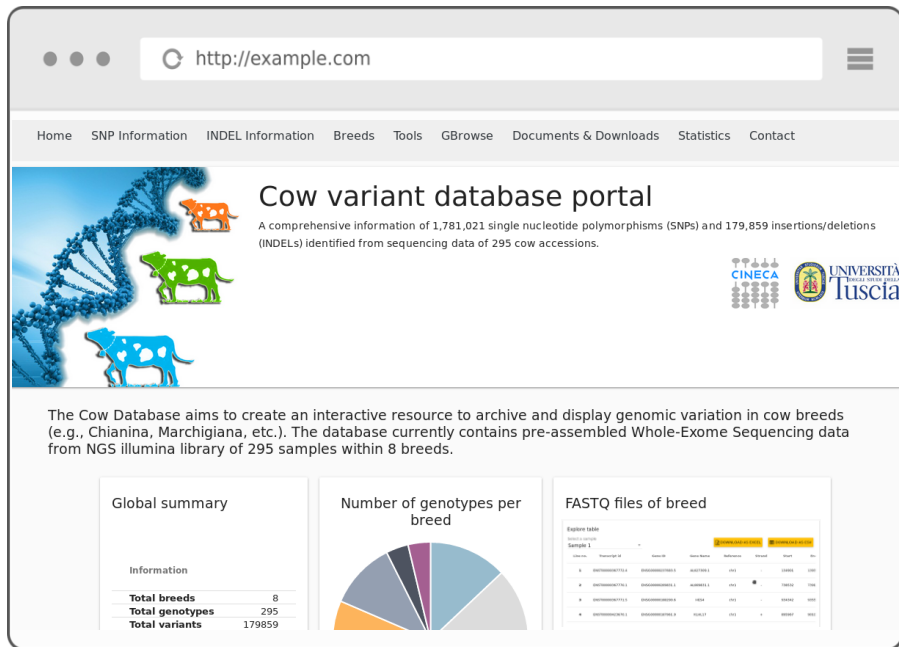 http://example.com
Home SNP Information INDEL Information Breeds Tools GBrowse Documents & Downloads Statistics Contact
Cow variant database portal
A comprehensive information of 1,781,021 single nucleotide polymorphisms (SNPs) and 179,859 insertions/deletions
(INDELs) identified from sequencing data of 295 cow accessions.
CINECA
UNIVERSITÀ
DEGLI STUDI DELLA
Tuscia
The Cow Database aims to create an interactive resource to archive and display genomic variation in cow breeds
(e.g., Chianina, Marchigiana, etc.). The database currently contains pre-assembled Whole-Exome Sequencing data
from NGS illumina library of 295 samples within 8 breeds.
Global summary
Information
Total breeds 8
Total genotypes 295
Total variants 179859
Number of genotypes per
breed
FASTQ files of breed
Explore table
Select a sample
Sample 1